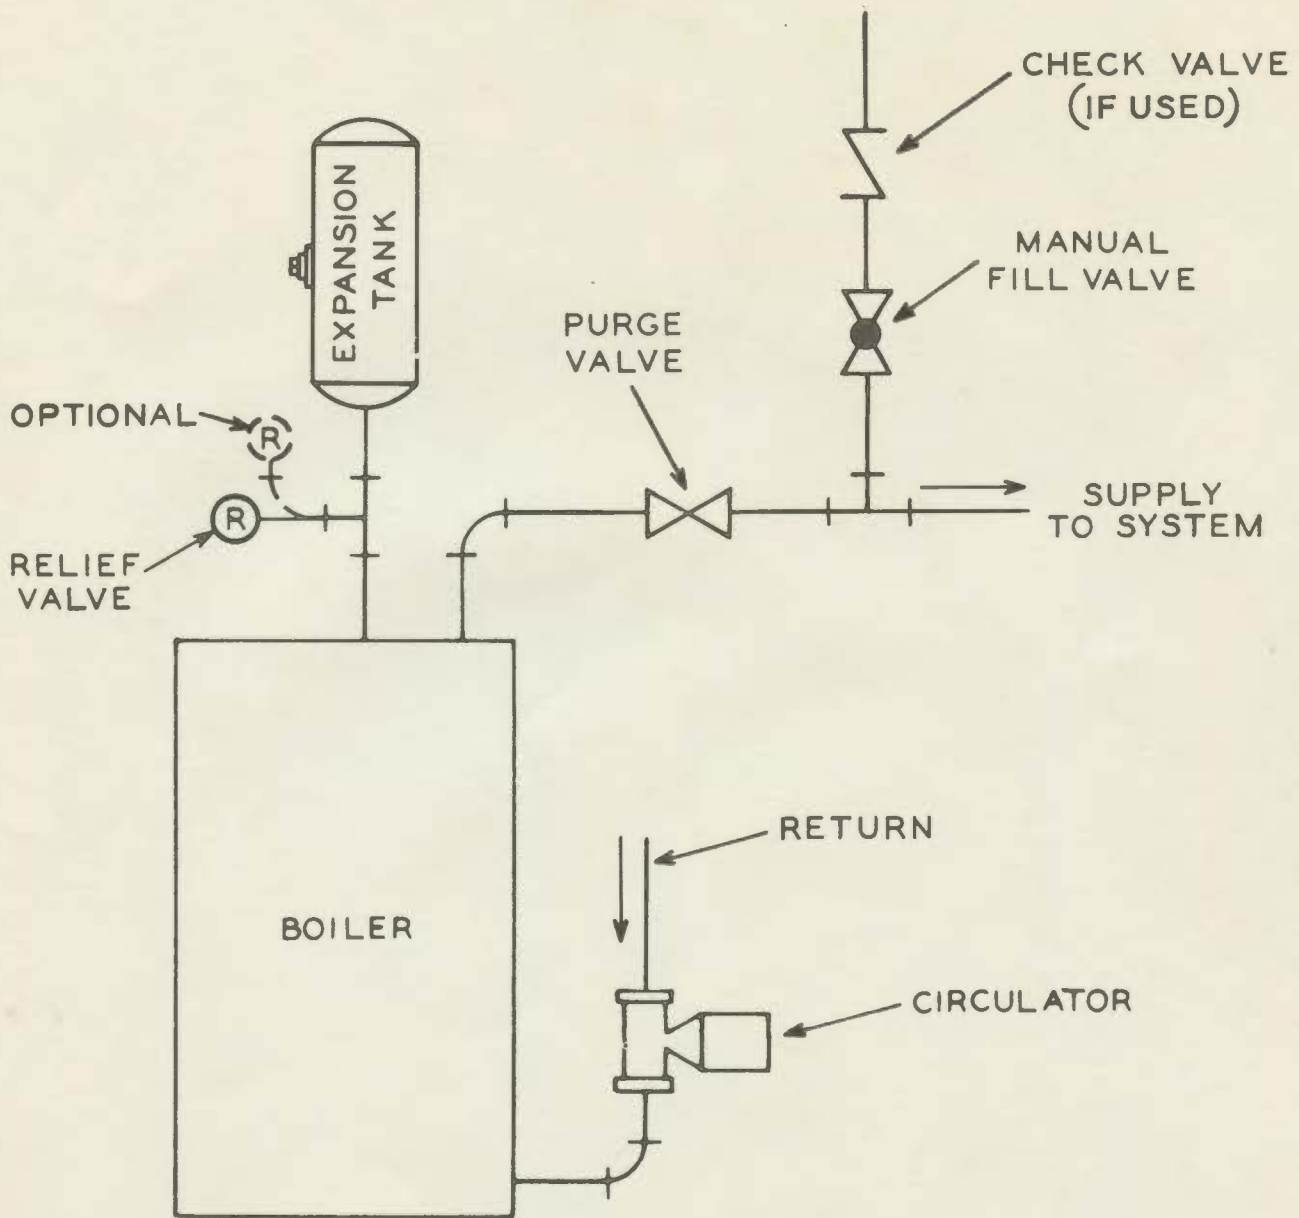 CHECK VALVE
(IF USED)
EXPANSION
TANK
MANUAL
FILL VALVE
PURGE
VALVE
OPTIONAL
R
R
RELIEF
VALVE
SUPPLY
TO SYSTEM
RETURN
BOILER
CIRCULATOR